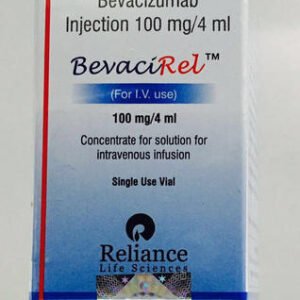 Bevacizumab
Injection 100 mg/4 ml
BevaciRel™
(For I.V. use)
100 mg/4 ml
Concentrate for solution for
intravenous infusion
Single Use Vial
Reliance
Life Sciences